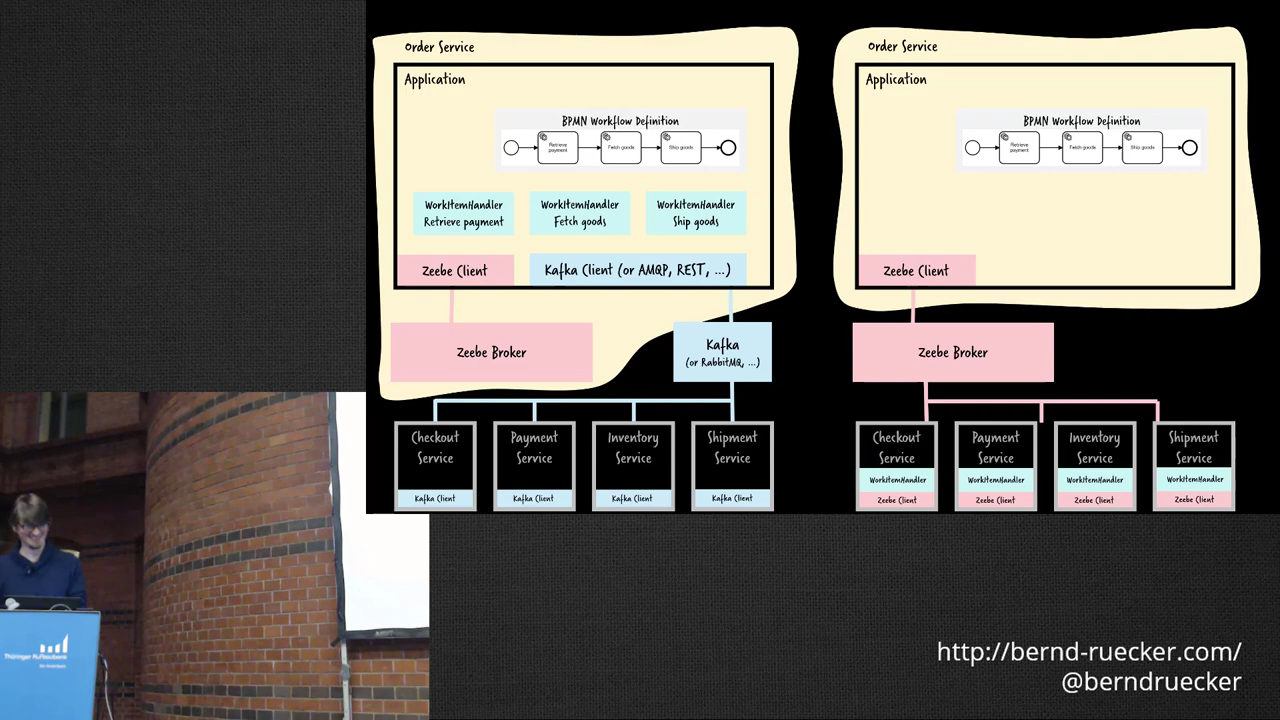 Order Service
Application
BPMN Workflow Definition
Retrieve payment
Fetch goods
Ship goods
WorkItemHandler
Retrieve payment
WorkItemHandler
Fetch goods
WorkItemHandler
Ship goods
Zeebe Client
Kafka Client (or AMQP, REST, ...)
Zeebe Broker
Kafka
(or RabbitMQ, ...)
Checkout
Service
Kafka Client
Payment
Service
Kafka Client
Inventory
Service
Kafka Client
Shipment
Service
Kafka Client
Order Service
Application
BPMN Workflow Definition
Retrieve payment
Fetch goods
Ship goods
Zeebe Client
Zeebe Broker
Checkout
Service
WorkItemHandler
Zeebe Client
Payment
Service
WorkItemHandler
Zeebe Client
Inventory
Service
WorkItemHandler
Zeebe Client
Shipment
Service
WorkItemHandler
Zeebe Client
http://bernd-ruecker.com/
@berndruecker